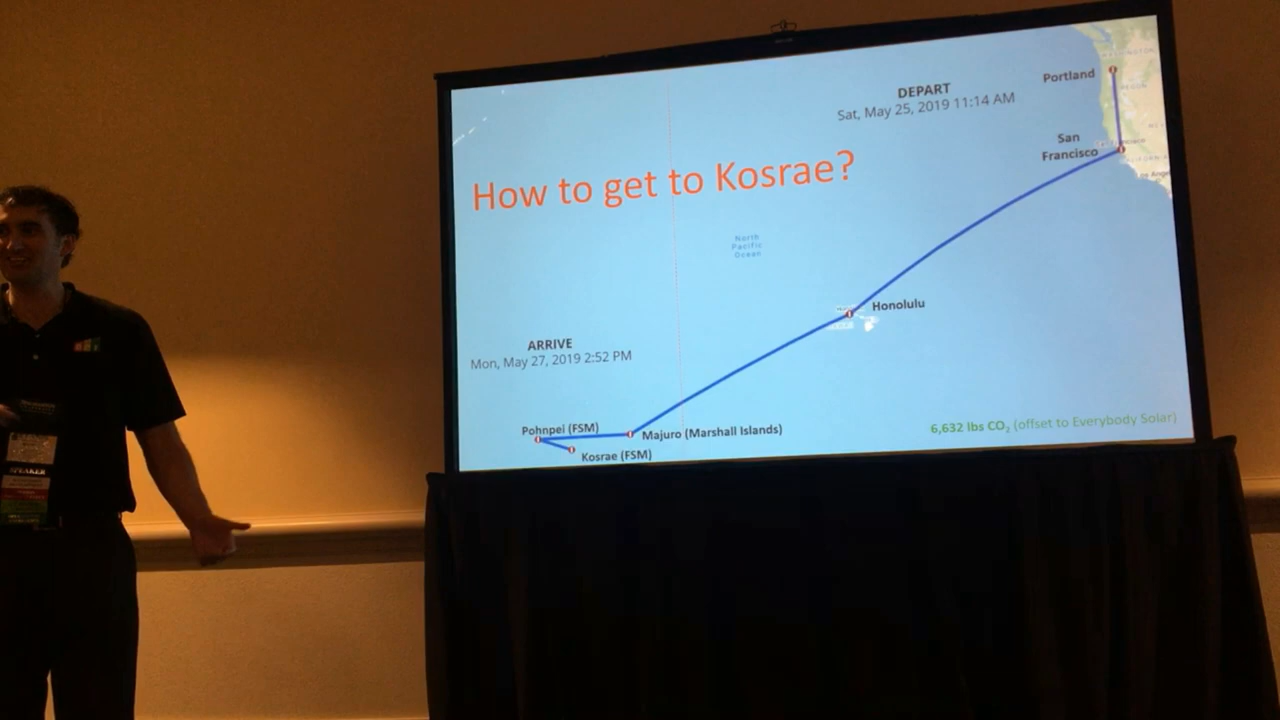 Portland
DEPART
Sat, May 25, 2019 11:14 AM
San
Francisco
How to get to Kosrae?
North
Pacific
Ocean
Honolulu
ARRIVE
Mon, May 27, 2019 2:52 PM
Pohnpei (FSM)
Majuro (Marshall Islands)
Kosrae (FSM)
6,632 lbs CO₂ (offset to Everybody Solar)
SPEAKER